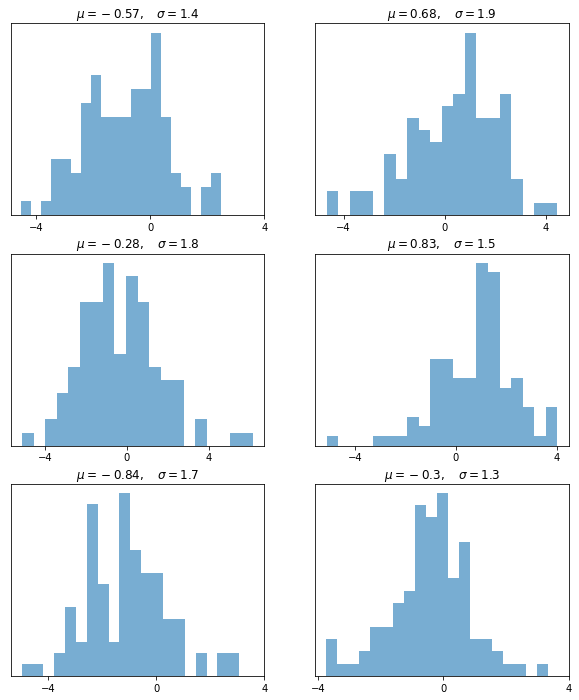 μ = −0.57, σ = 1.4
−4 0 4
μ = 0.68, σ = 1.9
−4 0 4
μ = −0.28, σ = 1.8
−4 0 4
μ = 0.83, σ = 1.5
−4 0 4
μ = −0.84, σ = 1.7
−4 0 4
μ = −0.3, σ = 1.3
−4 0 4